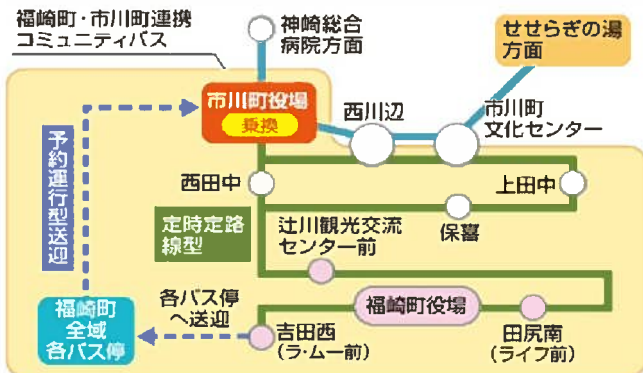 福崎町・市川町連携
コミュニティバス
神崎総合
病院方面
せせらぎの湯
方面
市川町役場
乗換
西川辺
市川町
文化センター
予約運行型送迎
西田中
上田中
定時定路
線型
辻川観光交流
センター前
保喜
福崎町
全域
各バス停
各バス停
へ送迎
福崎町役場
吉田西
(ラ・ムー前)
田尻南
(ライフ前)